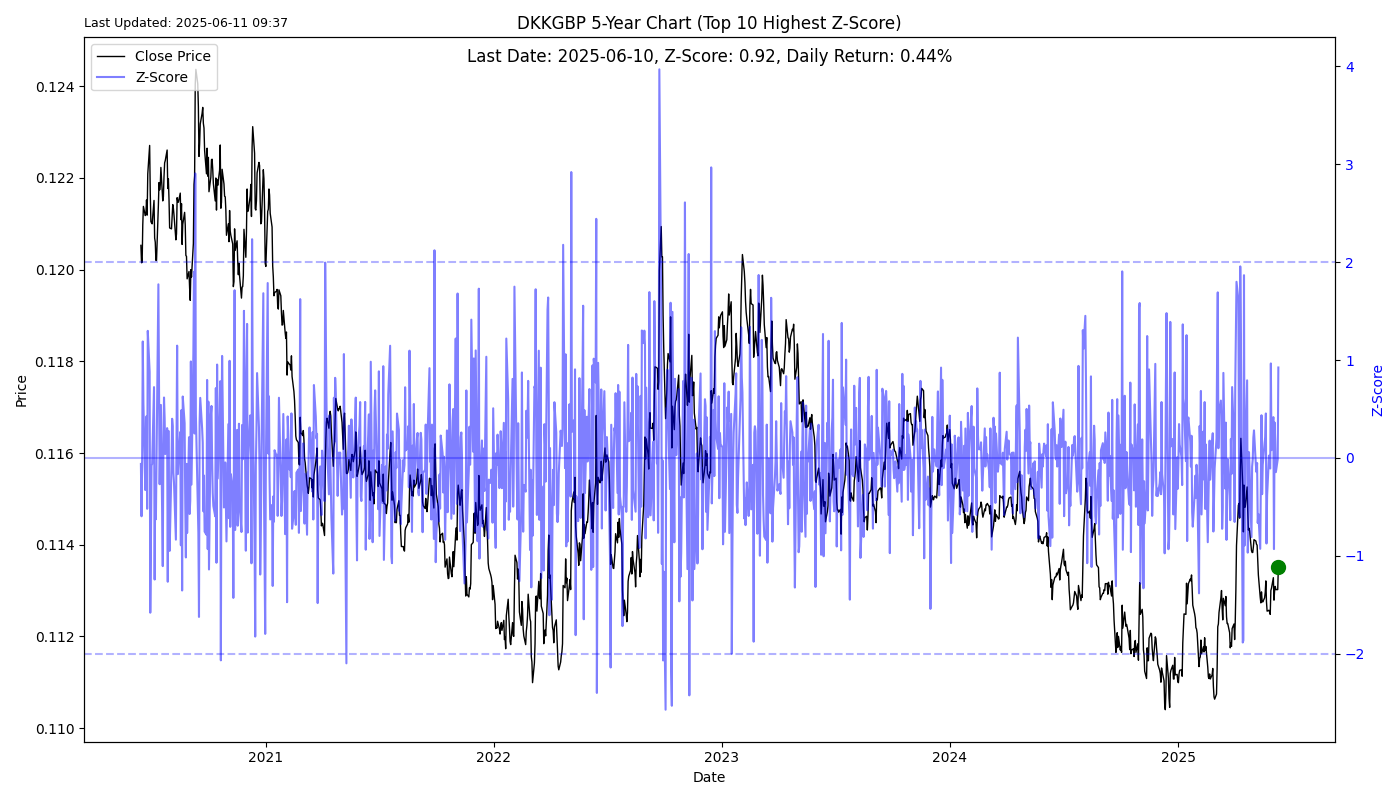 Last Updated: 2025-06-11 09:37
DKKGBP 5-Year Chart (Top 10 Highest Z-Score)
Last Date: 2025-06-10, Z-Score: 0.92, Daily Return: 0.44%
Close Price
Z-Score
0.124
0.122
0.120
0.118
0.116
0.114
0.112
0.110
Price
4
3
2
1
0
−1
−2
Z-Score
2021
2022
2023
2024
2025
Date